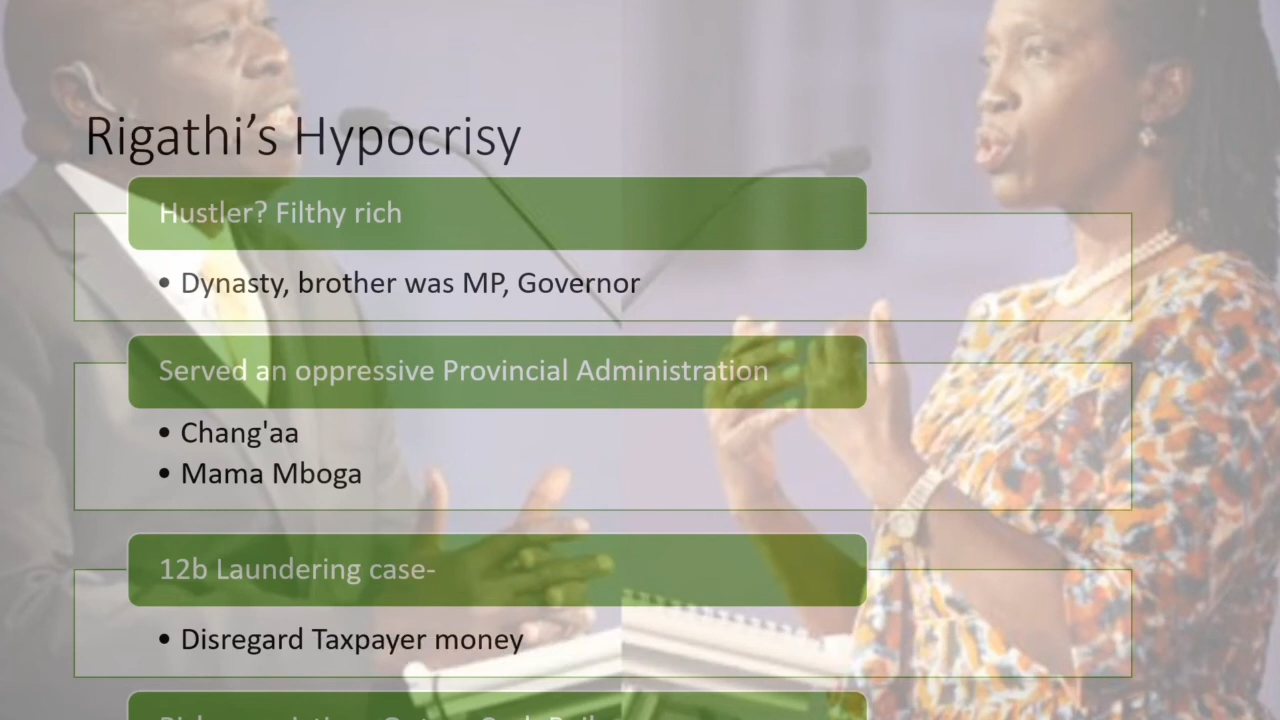 Rigathi’s Hypocrisy
Hustler? Filthy rich
• Dynasty, brother was MP, Governor
Served an oppressive Provincial Administration
• Chang'aa
• Mama Mboga
12b Laundering case-
• Disregard Taxpayer money